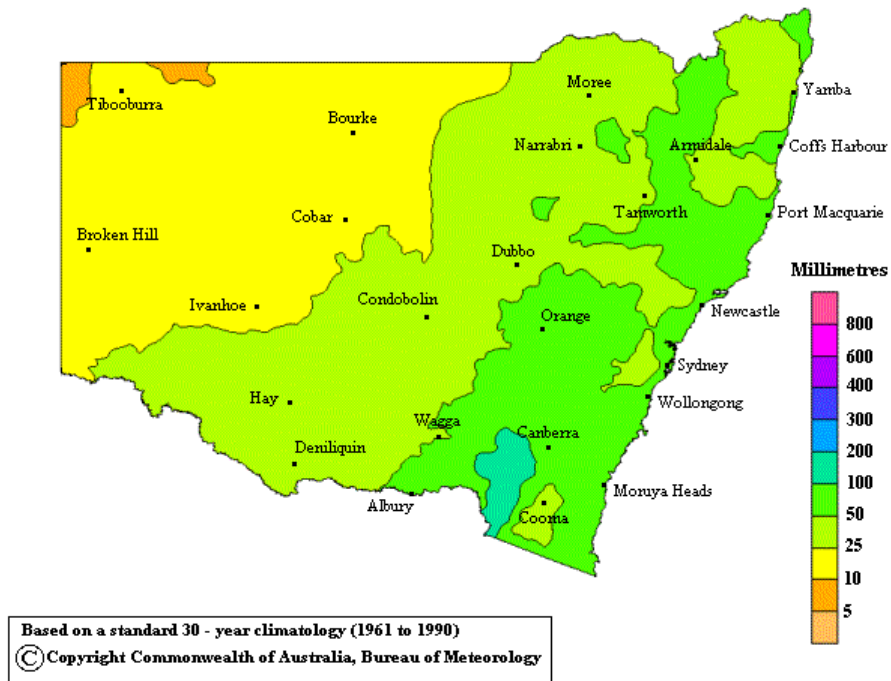 Yamba
Moree
Tibooburra
Bourke
Narrabri
Armidale
Coffs Harbour
Tamworth
Port Macquarie
Cobar
Broken Hill
Dubbo
Millimetres
Ivanhoe
Condobolin
Orange
Newcastle
800
600
Sydney
400
Hay
Wollongong
300
Wagga
Canberra
200
Deniliquin
100
Albury
Cooma
Moruya Heads
50
25
10
5
Based on a standard 30 - year climatology (1961 to 1990)
© Copyright Commonwealth of Australia, Bureau of Meteorology